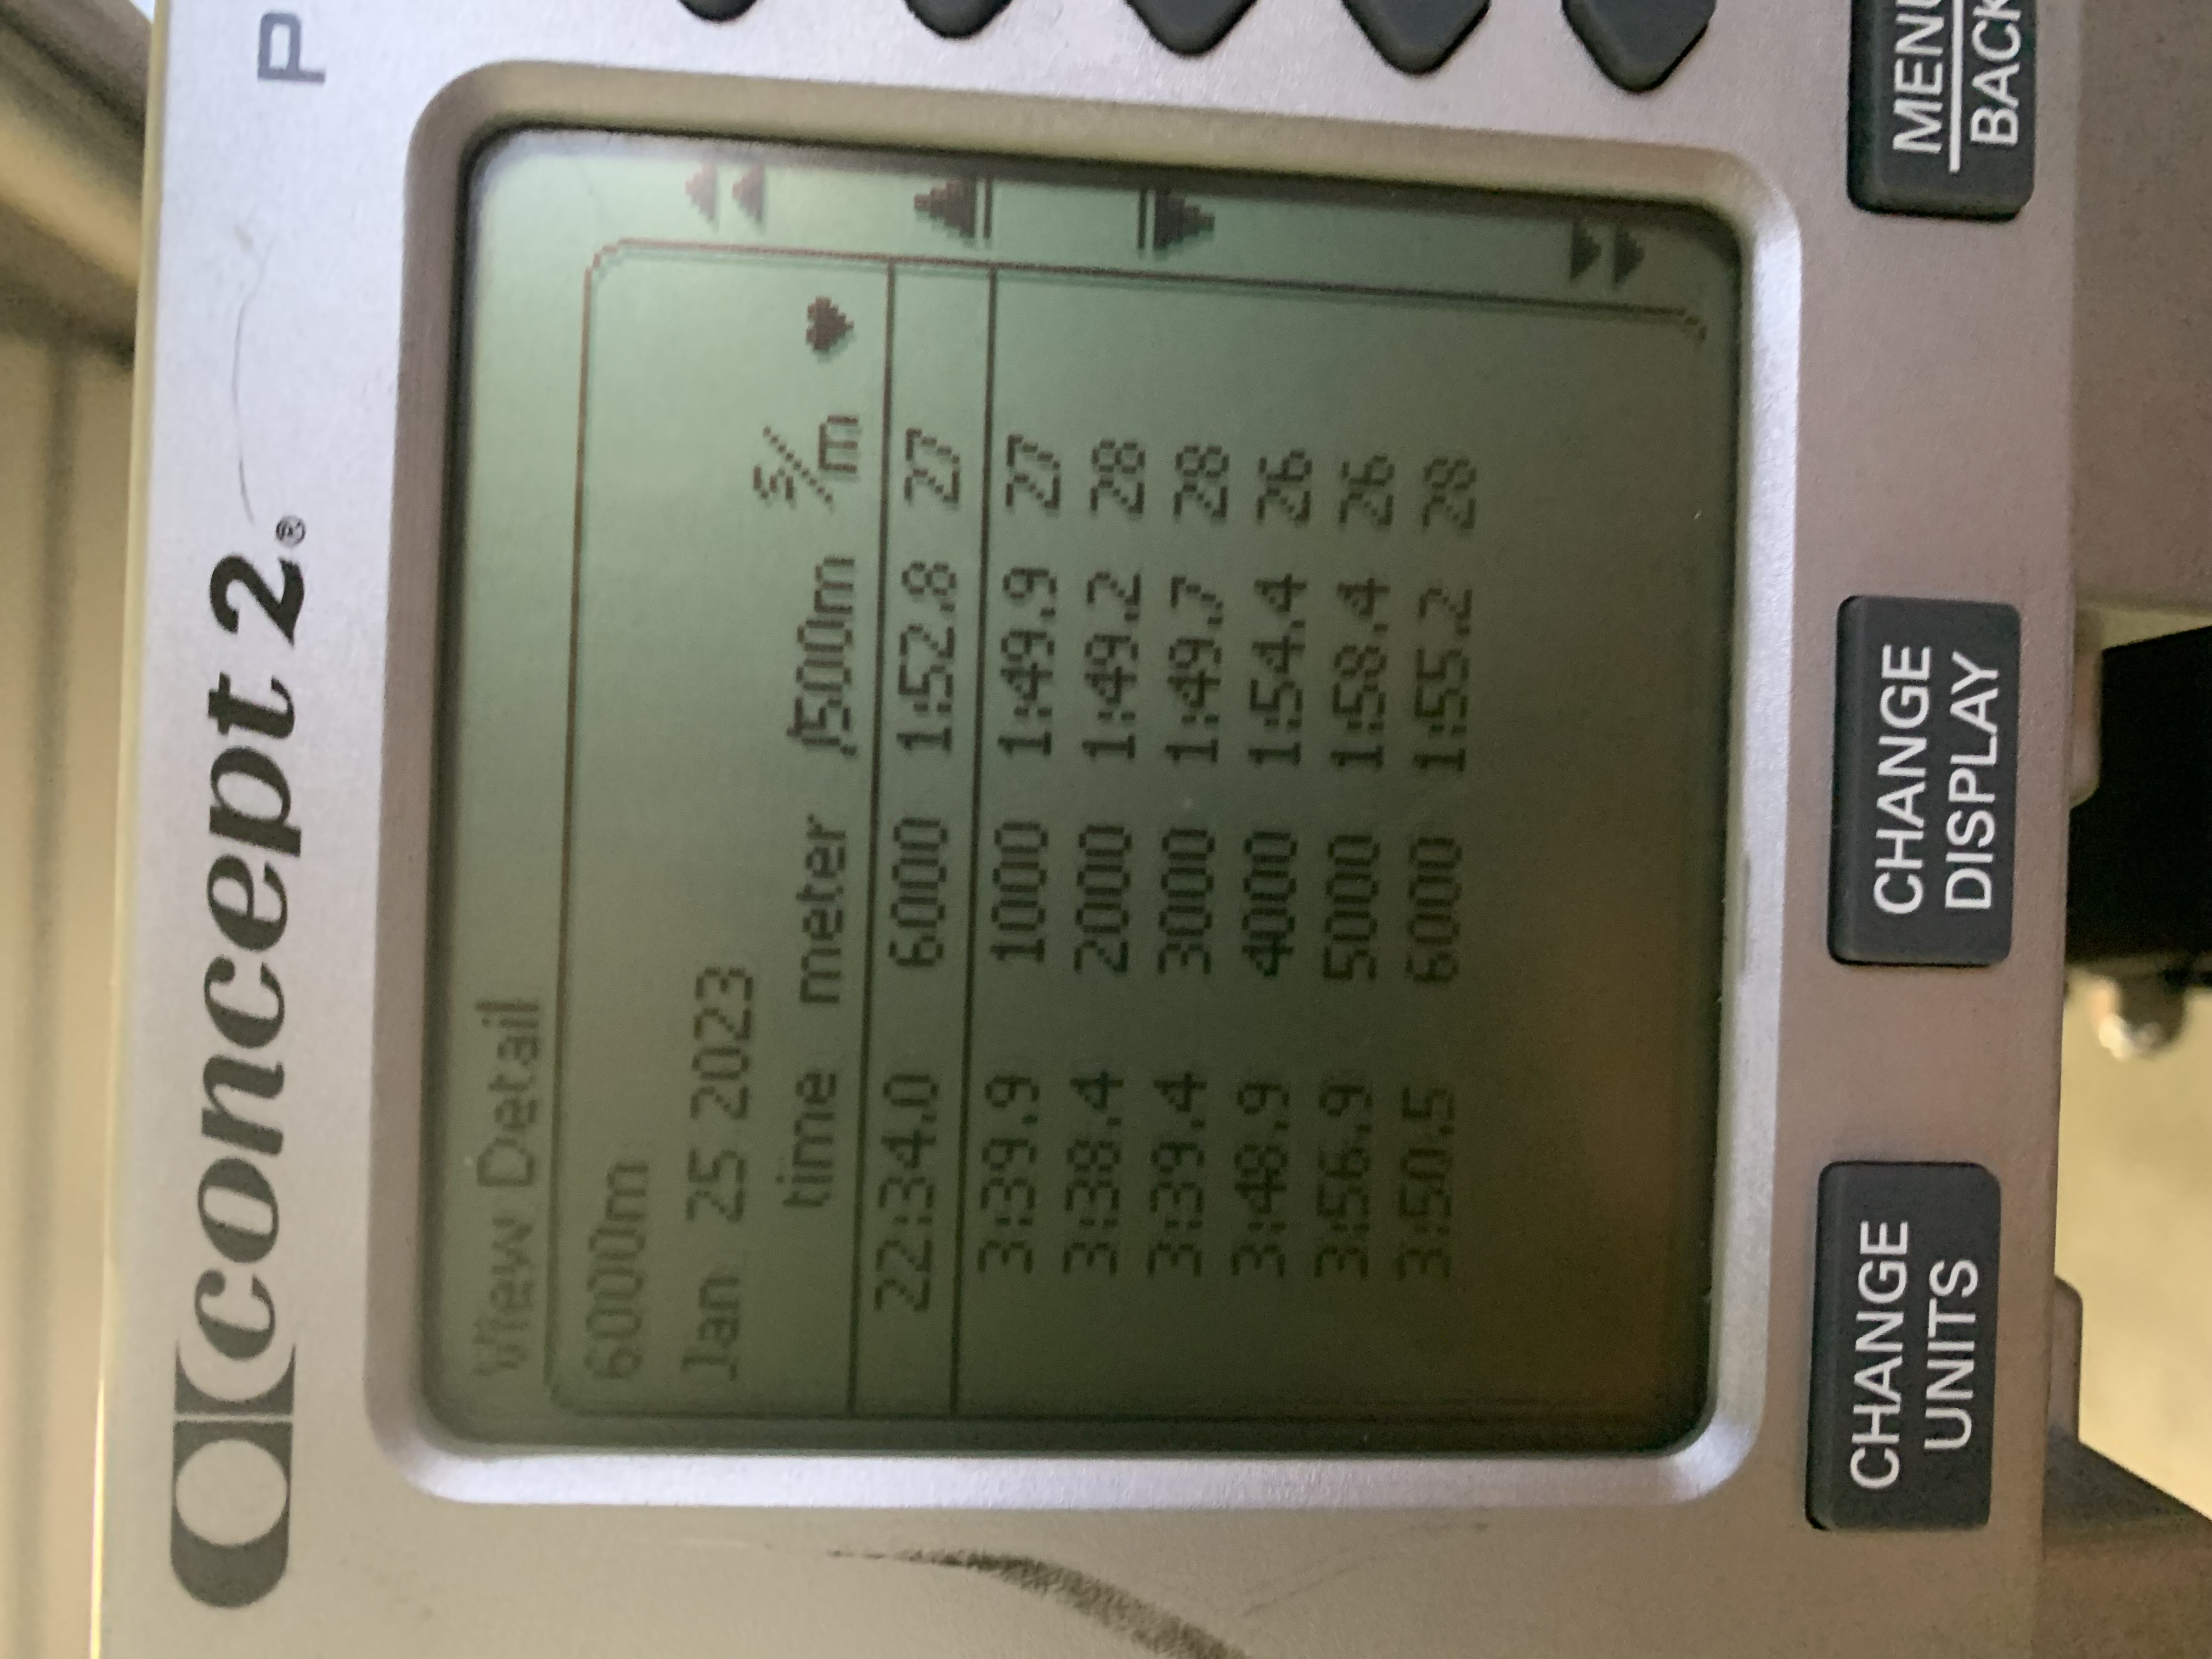 concept 2®
P
View Detail
6000m
Jan 25 2023
time meter /500m s/m ♥
22:34.0 6000 1:52.8 27
3:39.9 1000 1:49.9 27
3:38.4 2000 1:49.2 28
3:39.4 3000 1:49.7 28
3:48.9 4000 1:54.4 26
3:56.9 5000 1:58.4 26
3:50.5 6000 1:55.2 28
CHANGE
UNITS
CHANGE
DISPLAY
MENU
BACK